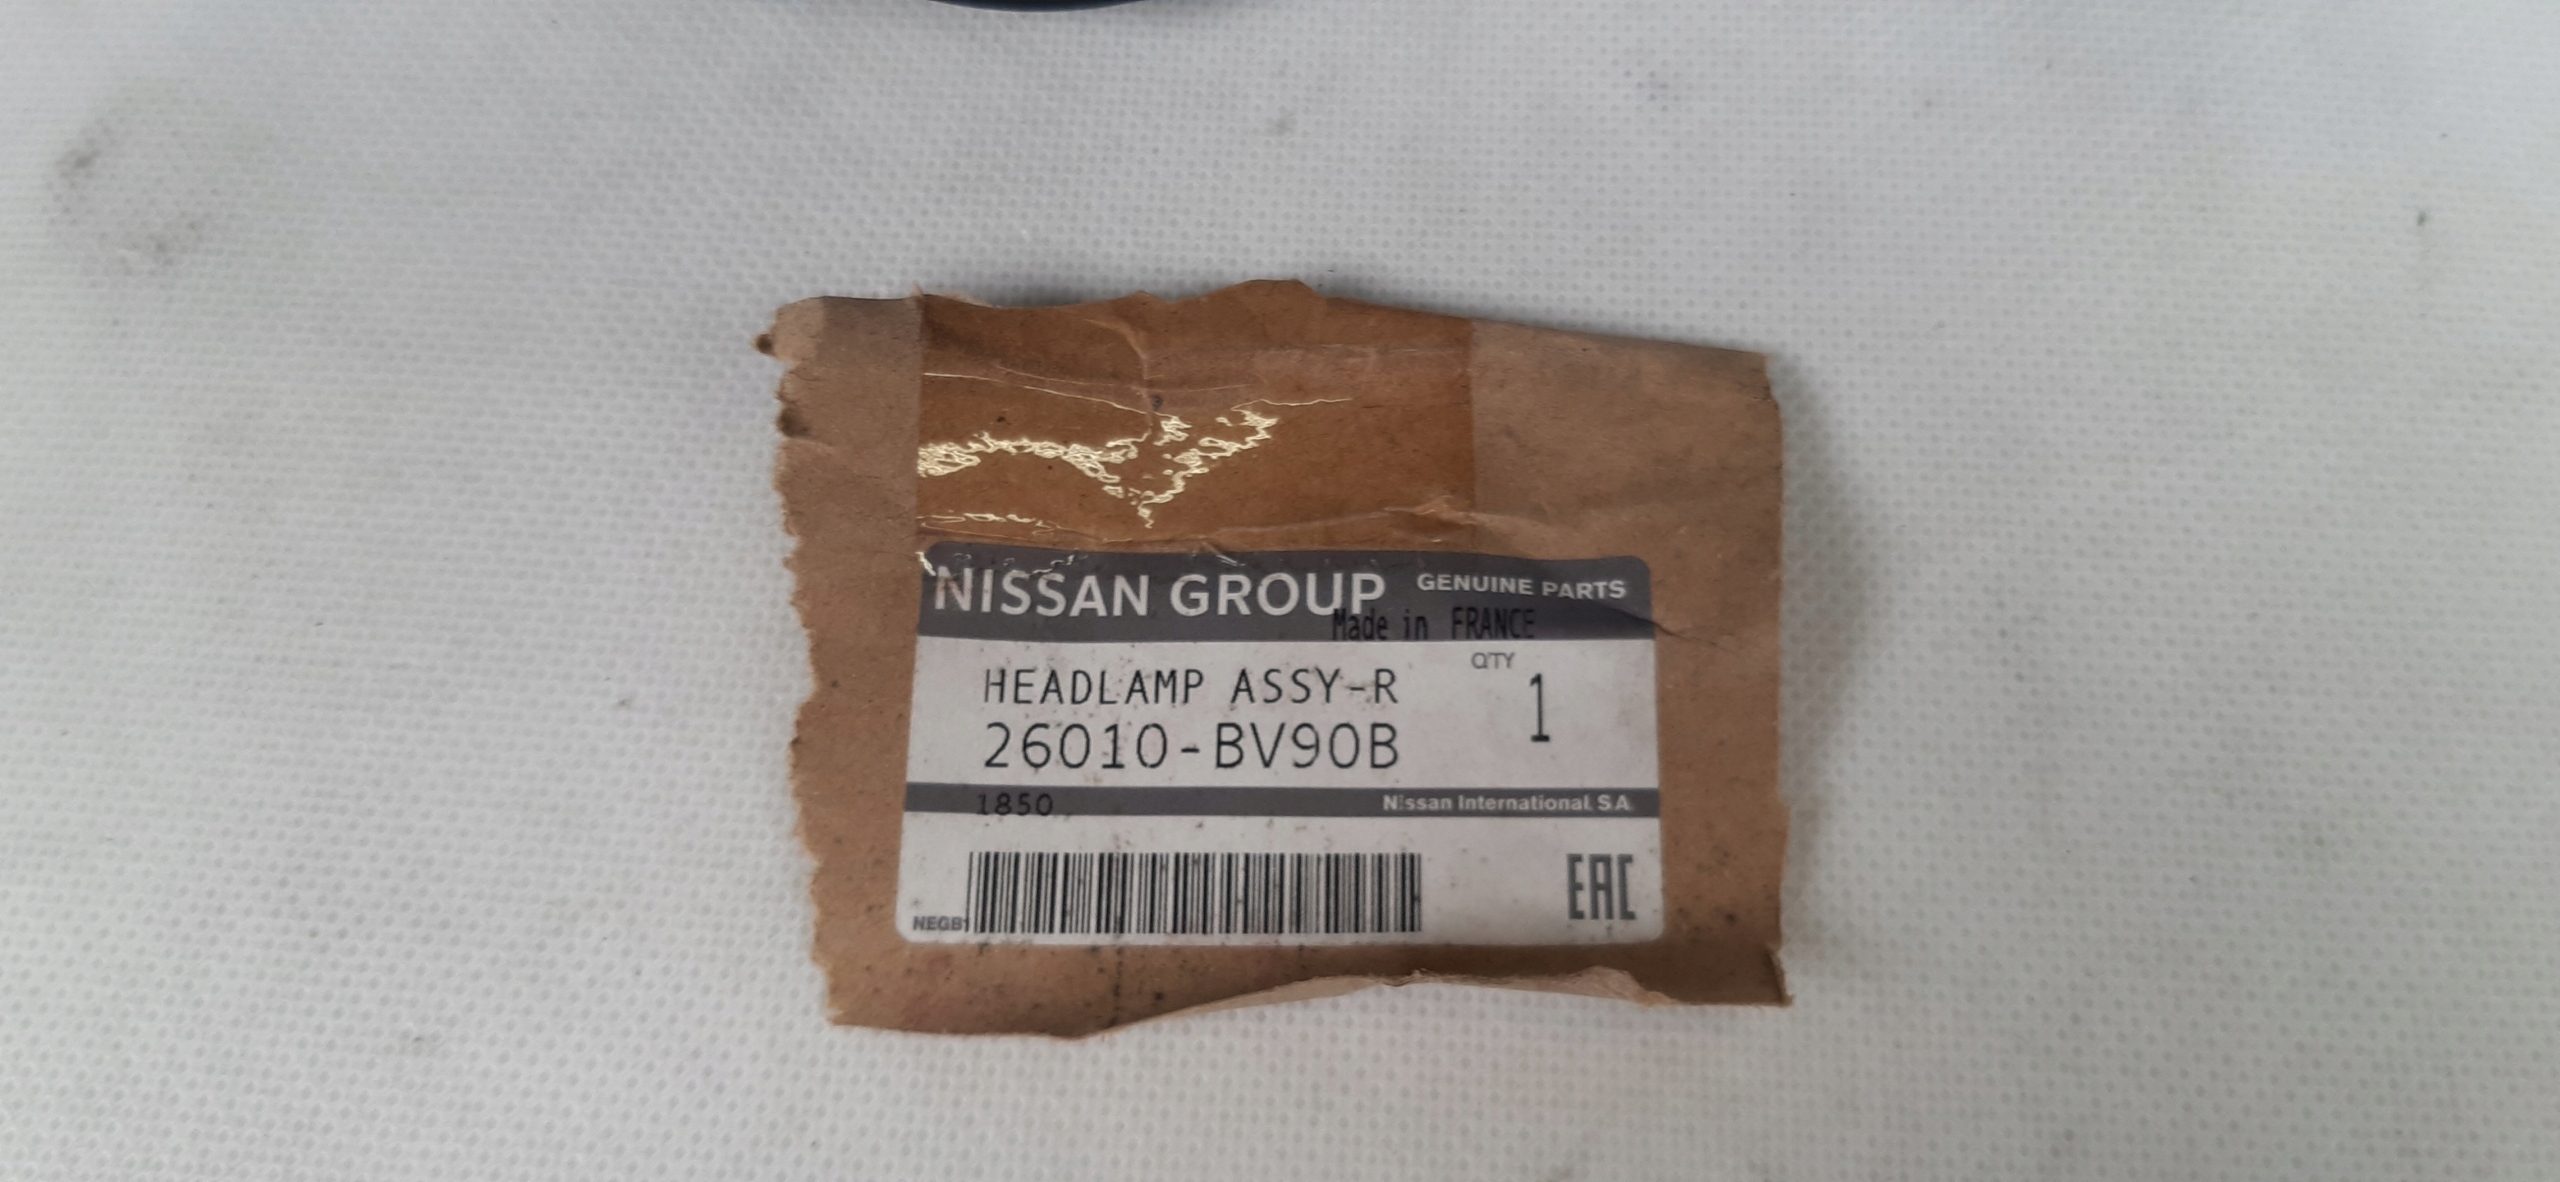 NISSAN GROUP GENUINE PARTS
Made in FRANCE
HEADLAMP ASSY-R
QTY
1
26010-BV90B
1850
Nissan International. S.A.
NEGB1
EAC